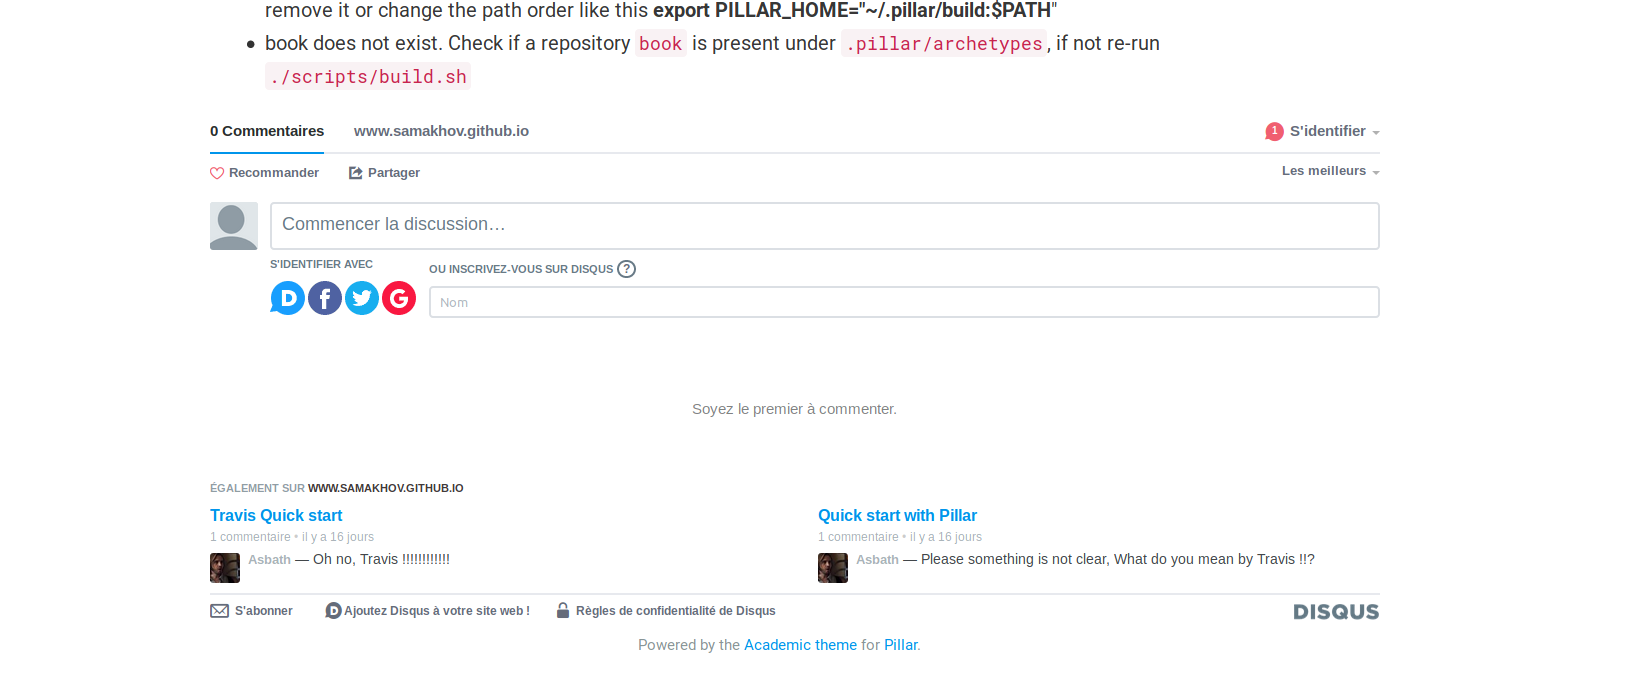 remove it or change the path order like this export PILLAR_HOME="~/.pillar/build:$PATH"
• book does not exist. Check if a repository book is present under .pillar/archetypes, if not re-run
./scripts/build.sh
0 Commentaires www.samakhov.github.io 1 S'identifier
Recommander Partager Les meilleurs
Commencer la discussion…
S'IDENTIFIER AVEC OU INSCRIVEZ-VOUS SUR DISQUS ?
Nom
Soyez le premier à commenter.
ÉGALEMENT SUR WWW.SAMAKHOV.GITHUB.IO
Travis Quick start Quick start with Pillar
1 commentaire • il y a 16 jours 1 commentaire • il y a 16 jours
Asbath — Oh no, Travis !!!!!!!!!!!! Asbath — Please something is not clear, What do you mean by Travis !!?
S'abonner Ajoutez Disqus à votre site web ! Règles de confidentialité de Disqus DISQUS
Powered by the Academic theme for Pillar.